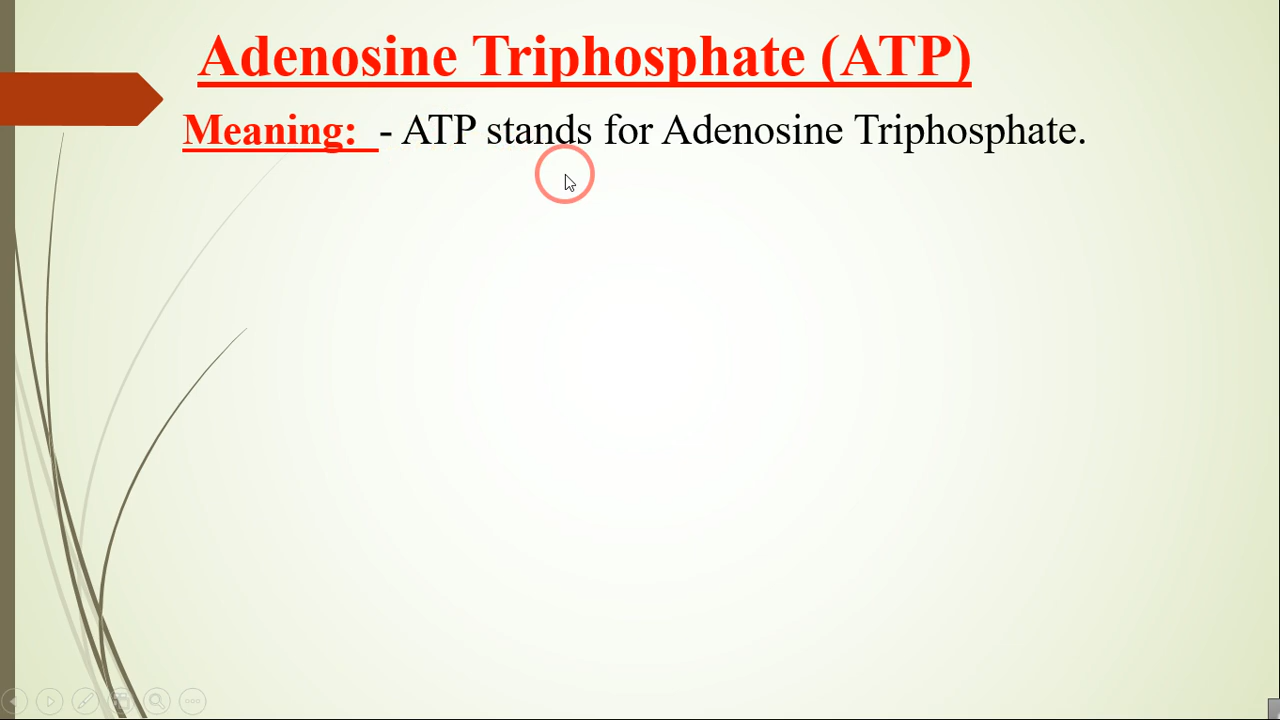 Adenosine Triphosphate (ATP)
Meaning: - ATP stands for Adenosine Triphosphate.